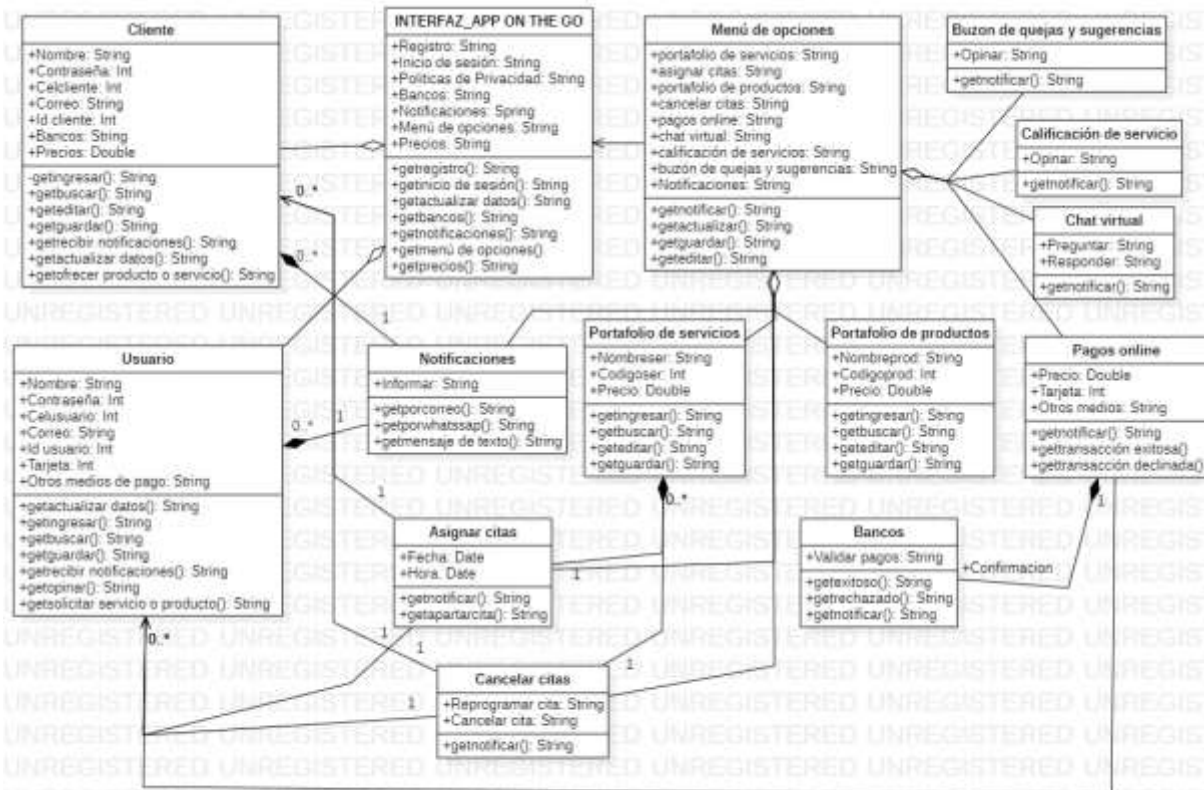 Cliente
+Nombre: String
+Contraseña: Int
+Celcliente: Int
+Correo: String
+Id cliente: Int
+Bancos: String
+Precios: Double
-getingresar(): String
+getbuscar(): String
+geteditar(): String
+getguardar(): String
+getrecibir notificaciones(): String
+getactualizar datos(): String
+getofrecer producto o servicio(): String
0..*
0..*
INTERFAZ_APP ON THE GO
+Registro: String
+Inicio de sesión: String
+Politicas de Privacidad: String
+Bancos: String
+Notificaciones: Spring
+Menú de opciones: String
+Precios: String
+getregistro(): String
+getinicio de sesión(): String
+getactualizar datos(): String
+getbancos(): String
+getnotificaciones(): String
+getmenú de opciones()
+getprecios(): String
Menú de opciones
+portafolio de servicios: String
+asignar citas: String
+portafolio de productos: String
+cancelar citas: String
+pagos online: String
+chat virtual: String
+calificación de servicios: String
+buzón de quejas y sugerencias: String
+Notificaciones: String
+getnotificar(): String
+getactualizar(): String
+getguardar(): String
+geteditar(): String
Buzon de quejas y sugerencias
+Opinar: String
+getnotificar(): String
Calificación de servicio
+Opinar: String
+getnotificar(): String
Chat virtual
+Preguntar: String
+Responder: String
+getnotificar(): String
Usuario
+Nombre: String
+Contraseña: Int
+Celusuario: Int
+Correo: String
+Id usuario: Int
+Tarjeta: Int
+Otros medios de pago: String
+getactualizar datos(): String
+getingresar(): String
+getbuscar(): String
+getguardar(): String
+getrecibir notificaciones(): String
+getopinar(): String
+getsolicitar servicio o producto(): String
0..*
0..*
1
1
Notificaciones
+Informar: String
+getporcorreo(): String
+getporwhatssap(): String
+getmensaje de texto(): String
Portafolio de servicios
+Nombreser: String
+Codigoser: Int
+Precio: Double
+getingresar(): String
+getbuscar(): String
+geteditar(): String
+getguardar(): String
0..*
Portafolio de productos
+Nombreprod: String
+Codigoprod: Int
+Precio: Double
+getingresar(): String
+getbuscar(): String
+geteditar(): String
+getguardar(): String
Pagos online
+Precio: Double
+Tarjeta: Int
+Otros medios: String
+getnotificar(): String
+gettransacción exitosa()
+gettransacción declinada()
1
1
Asignar citas
+Fecha: Date
+Hora: Date
+getnotificar(): String
+getapartarcita(): String
1
Bancos
+Validar pagos: String
+getexitoso(): String
+getrechazado(): String
+getnotificar(): String
+Confirmacion
1
1
1
1
Cancelar citas
+Reprogramar cita: String
+Cancelar cita: String
+getnotificar(): String
UNREGISTERED UNREGISTERED UNREGISTERED UNREGISTERED UNREGISTERED